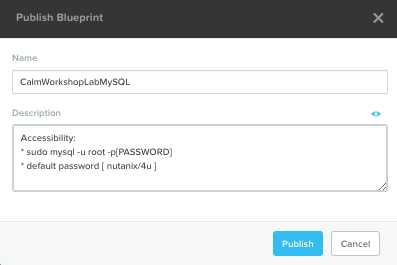 Publish Blueprint
Name
CalmWorkshopLabMySQL
Description
Accessibility:
* sudo mysql -u root -p{PASSWORD}
* default password [ nutanix/4u ]
Publish
Cancel